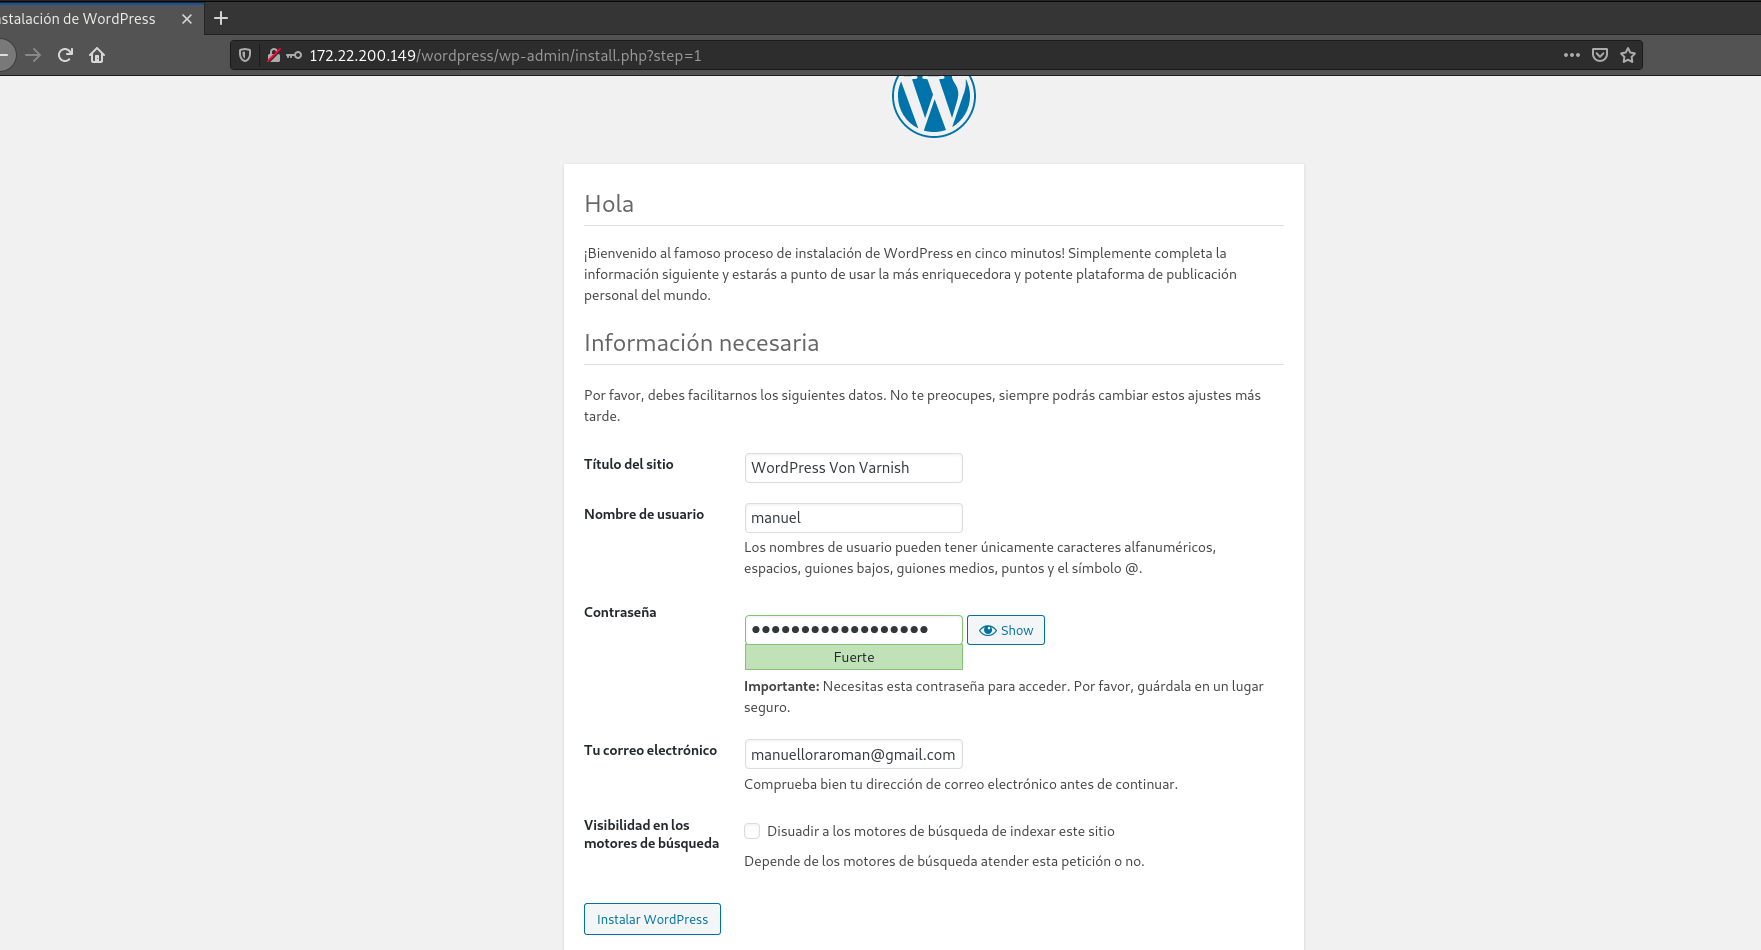 stalación de WordPress
172.22.200.149/wordpress/wp-admin/install.php?step=1
Hola
¡Bienvenido al famoso proceso de instalación de WordPress en cinco minutos! Simplemente completa la
información siguiente y estarás a punto de usar la más enriquecedora y potente plataforma de publicación
personal del mundo.
Información necesaria
Por favor, debes facilitarnos los siguientes datos. No te preocupes, siempre podrás cambiar estos ajustes más
tarde.
Título del sitio
WordPress Von Varnish
Nombre de usuario
manuel
Los nombres de usuario pueden tener únicamente caracteres alfanuméricos,
espacios, guiones bajos, guiones medios, puntos y el símbolo @.
Contraseña
●●●●●●●●●●●●●●●●●●
Show
Fuerte
Importante: Necesitas esta contraseña para acceder. Por favor, guárdala en un lugar
seguro.
Tu correo electrónico
manuelloraroman@gmail.com
Comprueba bien tu dirección de correo electrónico antes de continuar.
Visibilidad en los
motores de búsqueda
Disuadir a los motores de búsqueda de indexar este sitio
Depende de los motores de búsqueda atender esta petición o no.
Instalar WordPress